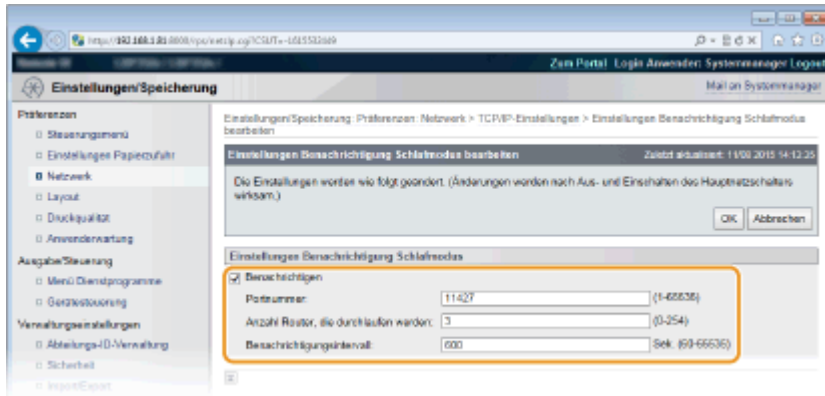 Zum Portal Login Anwender: Systemmanager Logout
Einstellungen/Speicherung
Mail an Systemmanager
Präferenzen
Steuerungsmenü
Einstellungen Papierzufuhr
Netzwerk
Layout
Druckqualität
Anwenderwartung
Ausgabe/Steuerung
Menü Dienstprogramme
Gerätesteuerung
Verwaltungseinstellungen
Abteilungs-ID-Verwaltung
Sicherheit
Import/Export
Einstellungen/Speicherung: Präferenzen: Netzwerk > TCP/IP-Einstellungen > Einstellungen Benachrichtigung Schlafmodus
bearbeiten
Einstellungen Benachrichtigung Schlafmodus bearbeiten
Zuletzt aktualisiert: 2015 14:12:35
Die Einstellungen werden wie folgt geändert. (Änderungen werden nach Aus- und Einschalten des Hauptnetzschalters
wirksam.)
OK Abbrechen
Einstellungen Benachrichtigung Schlafmodus
Benachrichtigen
Portnummer: 11427 (1-65535)
Anzahl Router, die durchlaufen werden: 3 (0-254)
Benachrichtigungsintervall: 600 Sek. (60-65535)